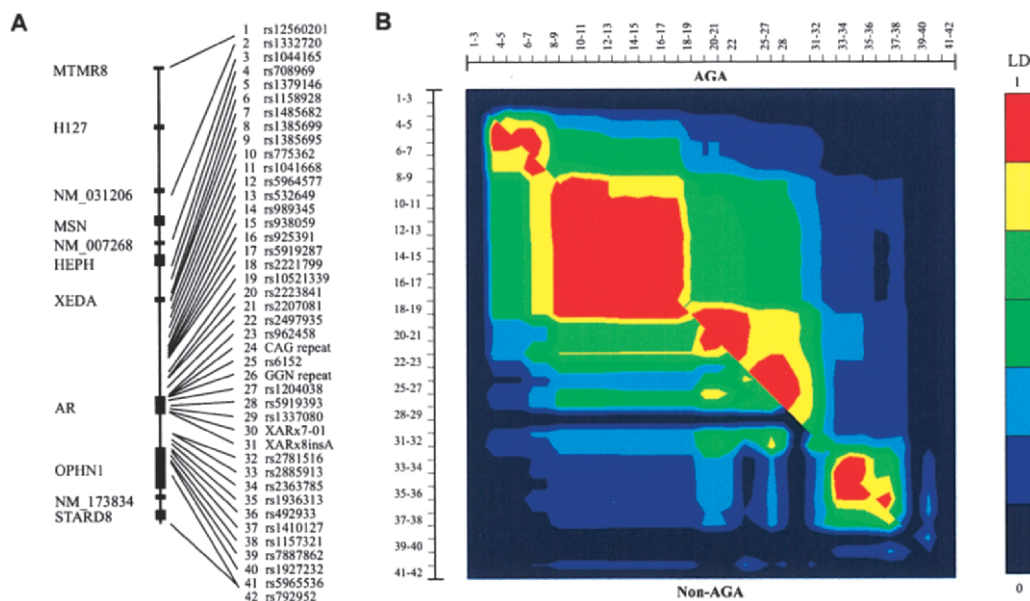 A
MTMR8
H127
NM_031206
MSN
NM_007268
HEPH
XEDA
AR
OPHN1
NM_173834
STARD8
1 rs12560201
2 rs1332720
3 rs1044165
4 rs708969
5 rs1379146
6 rs1158928
7 rs1485682
8 rs1385699
9 rs1385695
10 rs775362
11 rs1041668
12 rs5964577
13 rs532649
14 rs989345
15 rs938059
16 rs925391
17 rs5919287
18 rs2221799
19 rs10521339
20 rs2223841
21 rs2207081
22 rs2497935
23 rs962458
24 CAG repeat
25 rs6152
26 GGN repeat
27 rs1204038
28 rs5919393
29 rs1337080
30 XARx7-01
31 XARx8insA
32 rs2781516
33 rs2885913
34 rs2363785
35 rs1936313
36 rs492933
37 rs1410127
38 rs1157321
39 rs7887862
40 rs1927232
41 rs5965536
42 rs792952
B
1-3 4-5 6-7 8-9 10-11 12-13 14-15 16-17 18-19 20-21 22 25-27 28 31-32 33-34 35-36 37-38 39-40 41-42
AGA
1-3
4-5
6-7
8-9
10-11
12-13
14-15
16-17
18-19
20-21
22-23
25-27
28-29
31-32
33-34
35-36
37-38
39-40
41-42
Non-AGA
LD
1
0